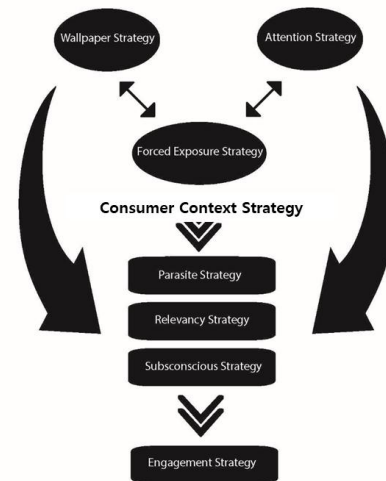 Wallpaper Strategy
Attention Strategy
Forced Exposure Strategy
Consumer Context Strategy
Parasite Strategy
Relevancy Strategy
Subsconscious Strategy
Engagement Strategy